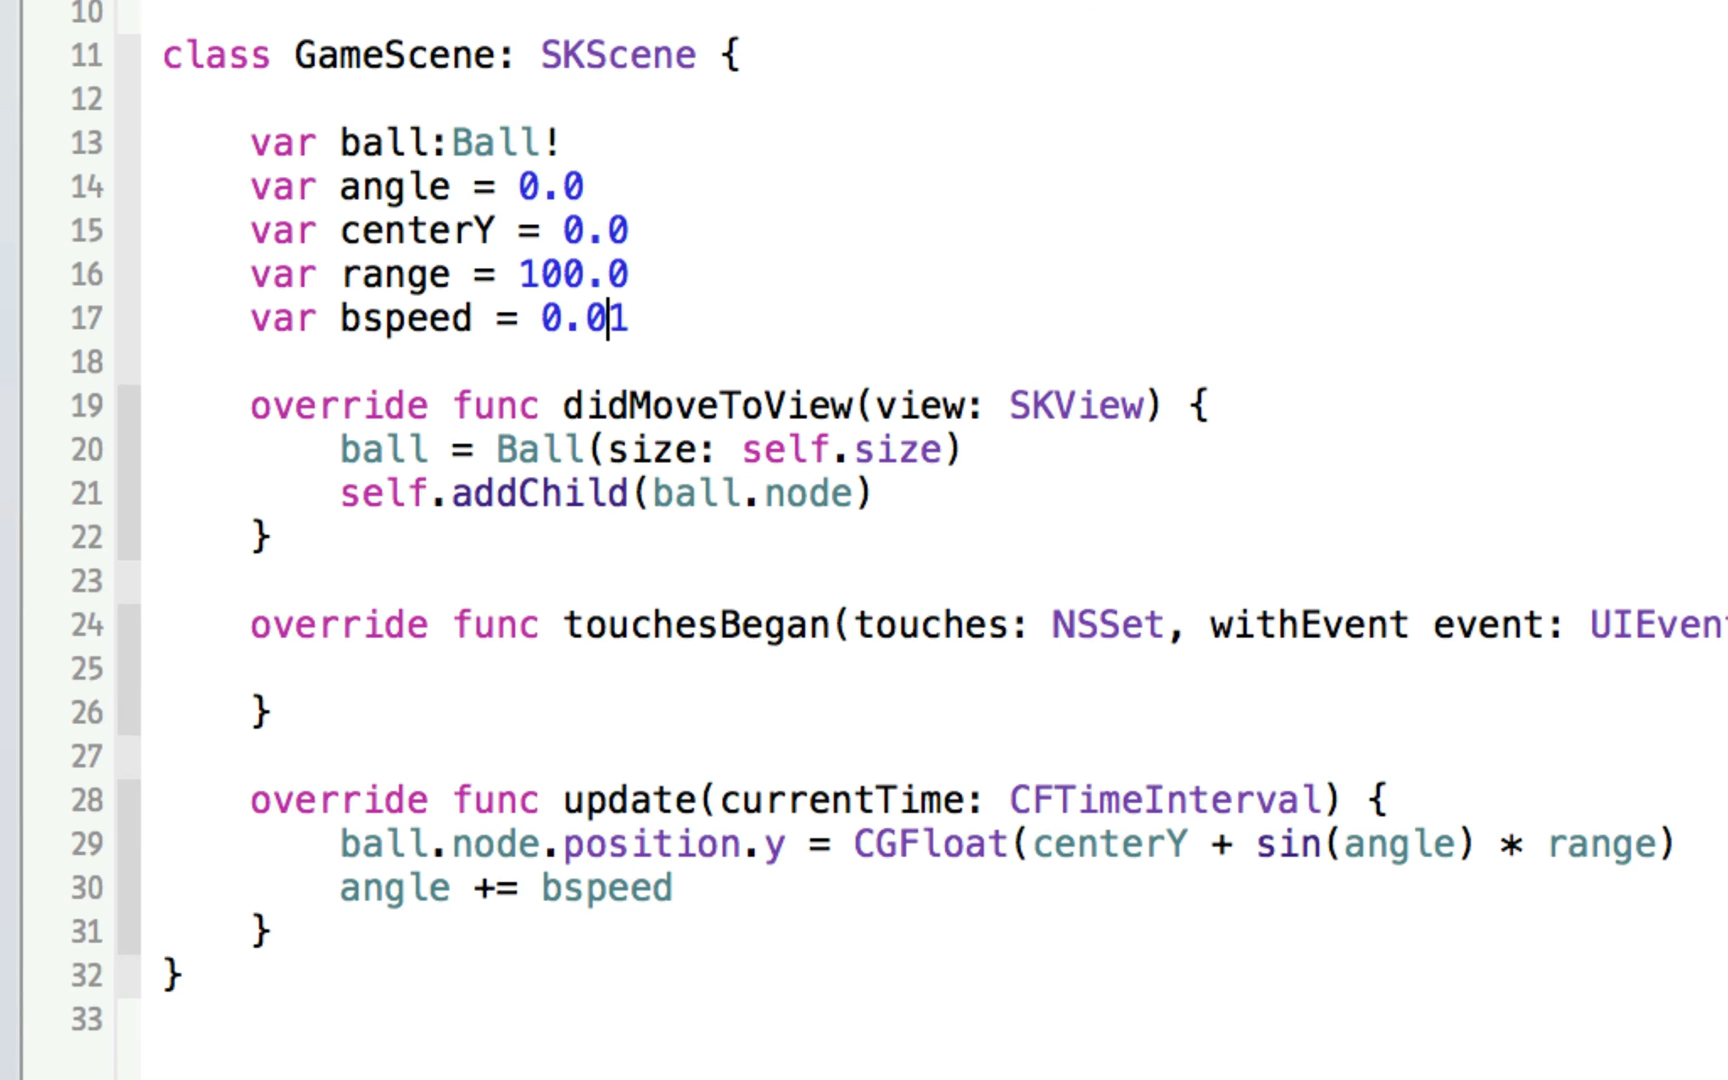 10
11 class GameScene: SKScene {
12
13 var ball:Ball!
14 var angle = 0.0
15 var centerY = 0.0
16 var range = 100.0
17 var bspeed = 0.01
18
19 override func didMoveToView(view: SKView) {
20 ball = Ball(size: self.size)
21 self.addChild(ball.node)
22 }
23
24 override func touchesBegan(touches: NSSet, withEvent event: UIEven
25
26 }
27
28 override func update(currentTime: CFTimeInterval) {
29 ball.node.position.y = CGFloat(centerY + sin(angle) * range)
30 angle += bspeed
31 }
32 }
33